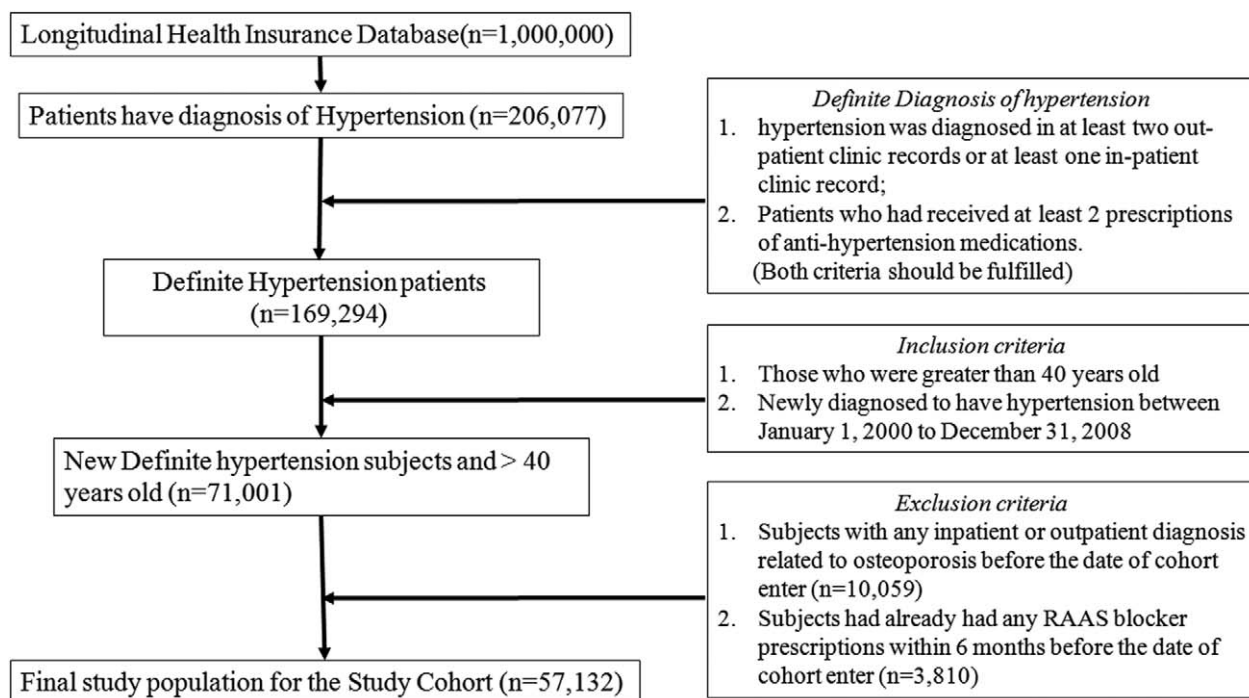 Longitudinal Health Insurance Database(n=1,000,000)
Patients have diagnosis of Hypertension (n=206,077)
Definite Diagnosis of hypertension
1. hypertension was diagnosed in at least two out-
patient clinic records or at least one in-patient
clinic record;
2. Patients who had received at least 2 prescriptions
of anti-hypertension medications.
(Both criteria should be fulfilled)
Definite Hypertension patients
(n=169,294)
Inclusion criteria
1. Those who were greater than 40 years old
2. Newly diagnosed to have hypertension between
January 1, 2000 to December 31, 2008
New Definite hypertension subjects and > 40
years old (n=71,001)
Exclusion criteria
1. Subjects with any inpatient or outpatient diagnosis
related to osteoporosis before the date of cohort
enter (n=10,059)
2. Subjects had already had any RAAS blocker
prescriptions within 6 months before the date of
cohort enter (n=3,810)
Final study population for the Study Cohort (n=57,132)